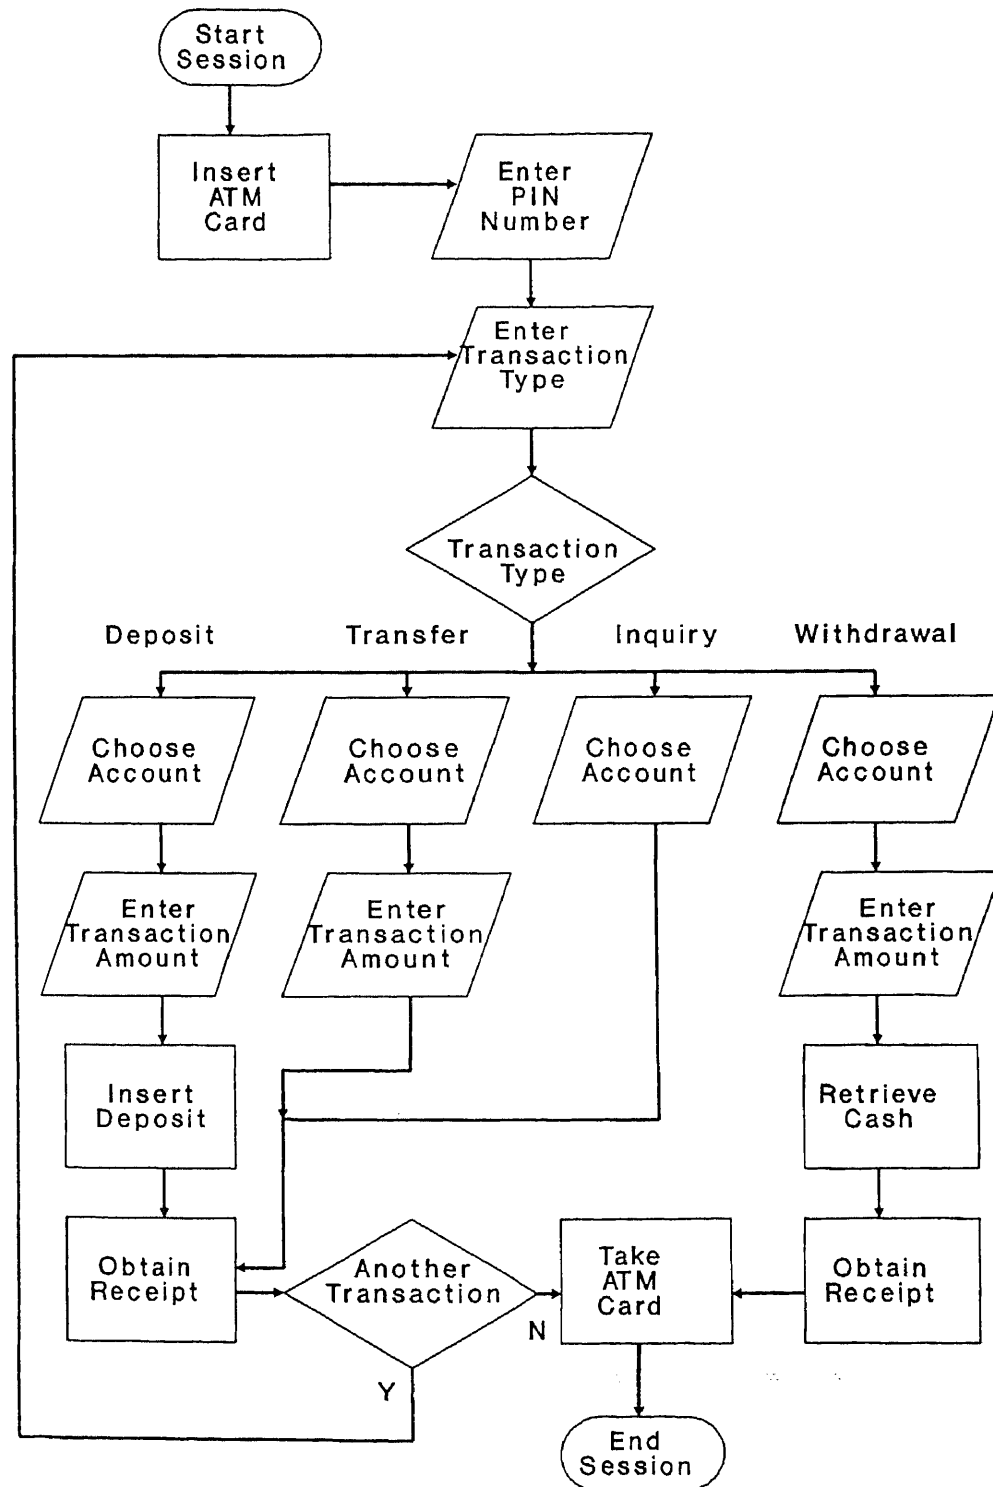 Start
Session
Insert
ATM
Card
Enter
PIN
Number
Enter
Transaction
Type
Transaction
Type
Deposit
Transfer
Inquiry
Withdrawal
Choose
Account
Choose
Account
Choose
Account
Choose
Account
Enter
Transaction
Amount
Enter
Transaction
Amount
Enter
Transaction
Amount
Insert
Deposit
Retrieve
Cash
Obtain
Receipt
Another
Transaction
Take
ATM
Card
Obtain
Receipt
N
Y
End
Session